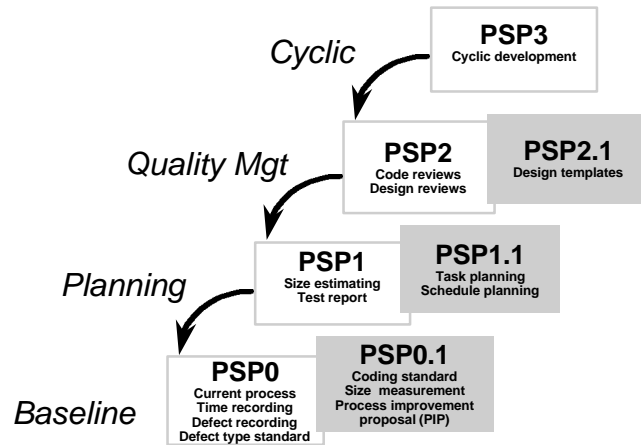 Cyclic
PSP3
Cyclic development
Quality Mgt
PSP2
Code reviews
Design reviews
PSP2.1
Design templates
Planning
PSP1
Size estimating
Test report
PSP1.1
Task planning
Schedule planning
Baseline
PSP0
Current process
Time recording
Defect recording
Defect type standard
PSP0.1
Coding standard
Size measurement
Process improvement
proposal (PIP)